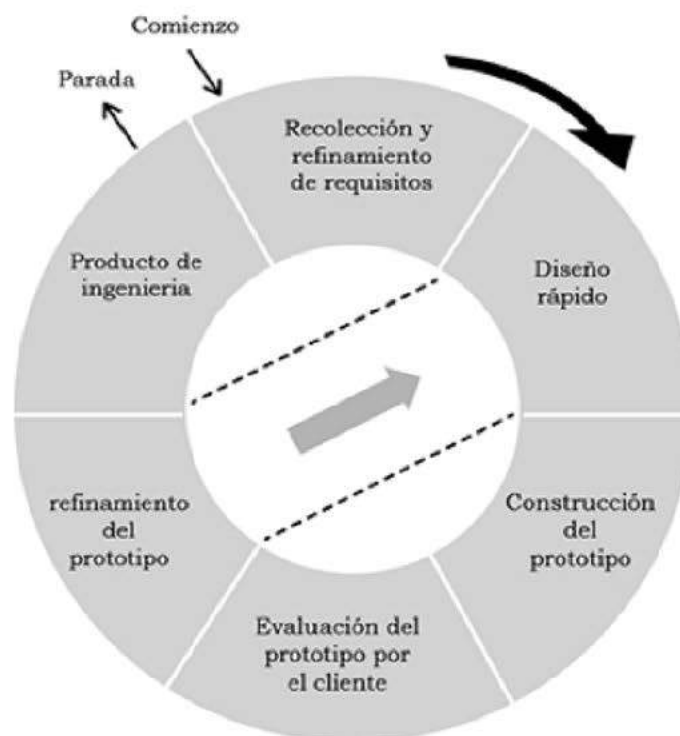 Comienzo
Parada
Recolección y
refinamiento
de requisitos
Diseño
rápido
Construcción
del
prototipo
Evaluación del
prototipo por
el cliente
refinamiento
del
prototipo
Producto de
ingenieria